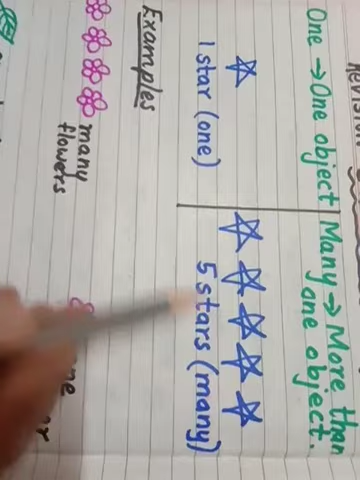 REVISION
One → One object
Many → More than one object.
1 star (one)
5 stars (many)
Examples
many flowers